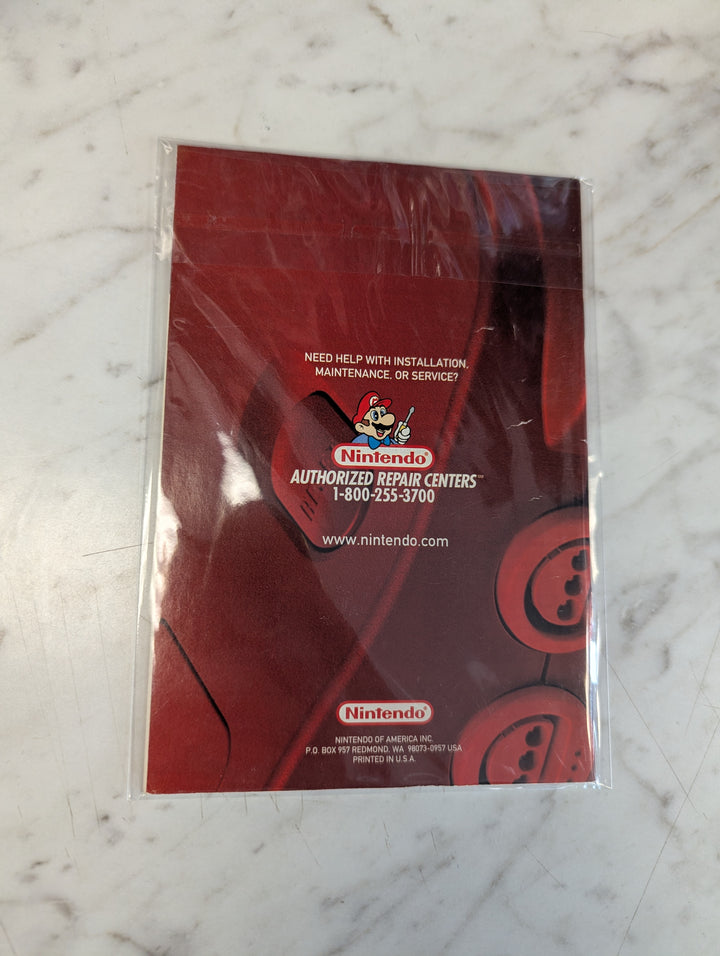 NEED HELP WITH INSTALLATION,
MAINTENANCE, OR SERVICE?
Nintendo®
AUTHORIZED REPAIR CENTERS™
1-800-255-3700
www.nintendo.com
Nintendo®
NINTENDO OF AMERICA INC.
P.O. BOX 957 REDMOND, WA 98073-0957 USA
PRINTED IN U.S.A.